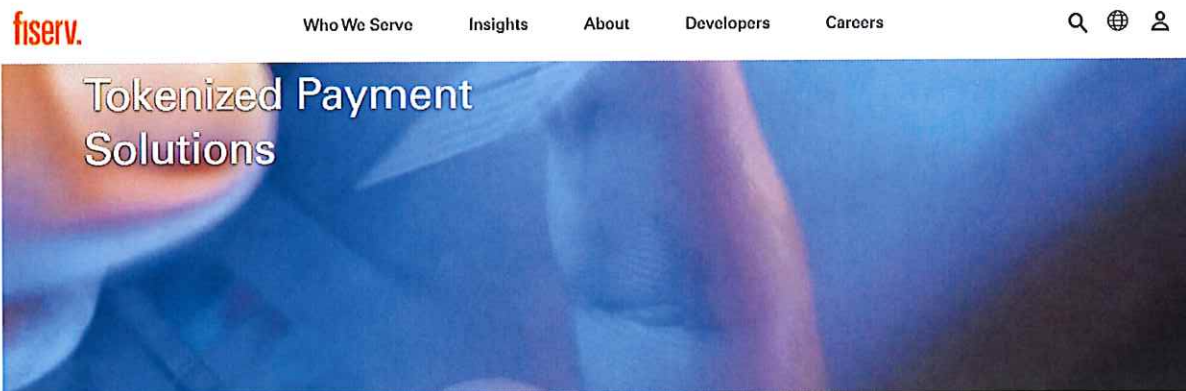 fiserv.
Who We Serve Insights About Developers Careers
Tokenized Payment
Solutions